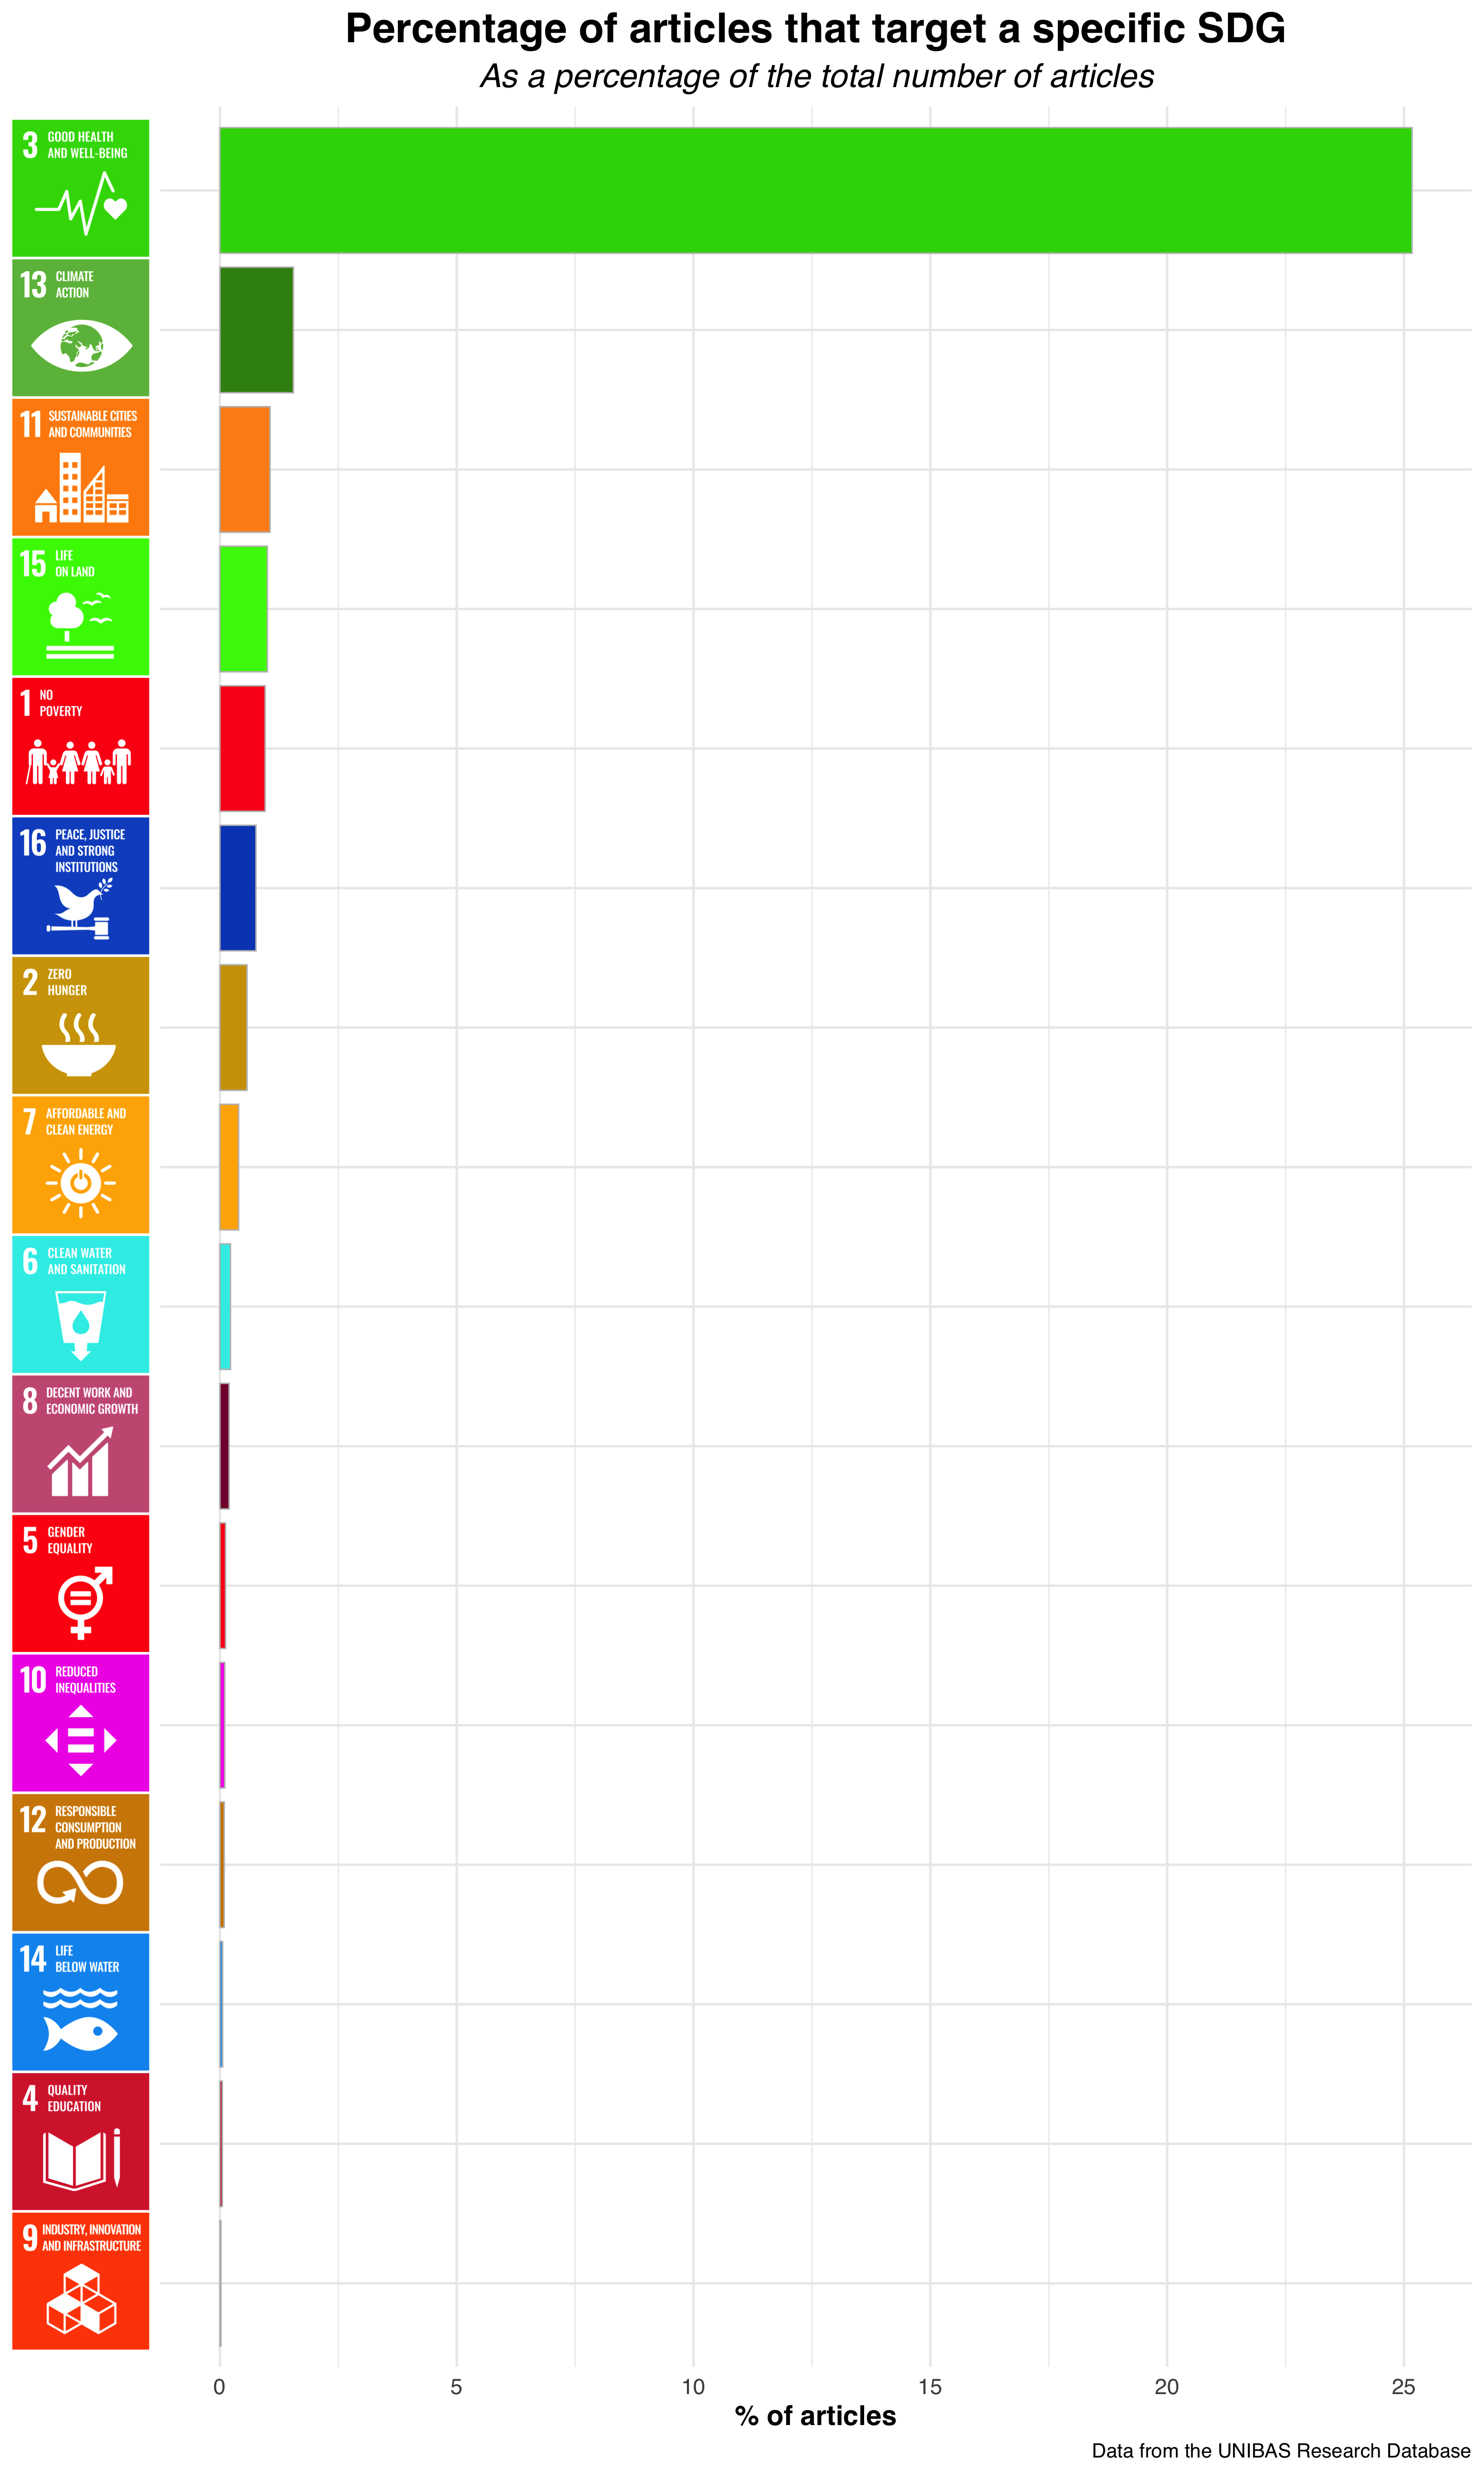 Percentage of articles that target a specific SDG
As a percentage of the total number of articles
3 GOOD HEALTH
AND WELL-BEING
13 CLIMATE
ACTION
11 SUSTAINABLE CITIES
AND COMMUNITIES
15 LIFE
ON LAND
1 NO
POVERTY
16 PEACE, JUSTICE
AND STRONG
INSTITUTIONS
2 ZERO
HUNGER
7 AFFORDABLE AND
CLEAN ENERGY
6 CLEAN WATER
AND SANITATION
8 DECENT WORK AND
ECONOMIC GROWTH
5 GENDER
EQUALITY
10 REDUCED
INEQUALITIES
12 RESPONSIBLE
CONSUMPTION
AND PRODUCTION
14 LIFE
BELOW WATER
4 QUALITY
EDUCATION
9 INDUSTRY, INNOVATION
AND INFRASTRUCTURE
0 5 10 15 20 25
% of articles
Data from the UNIBAS Research Database